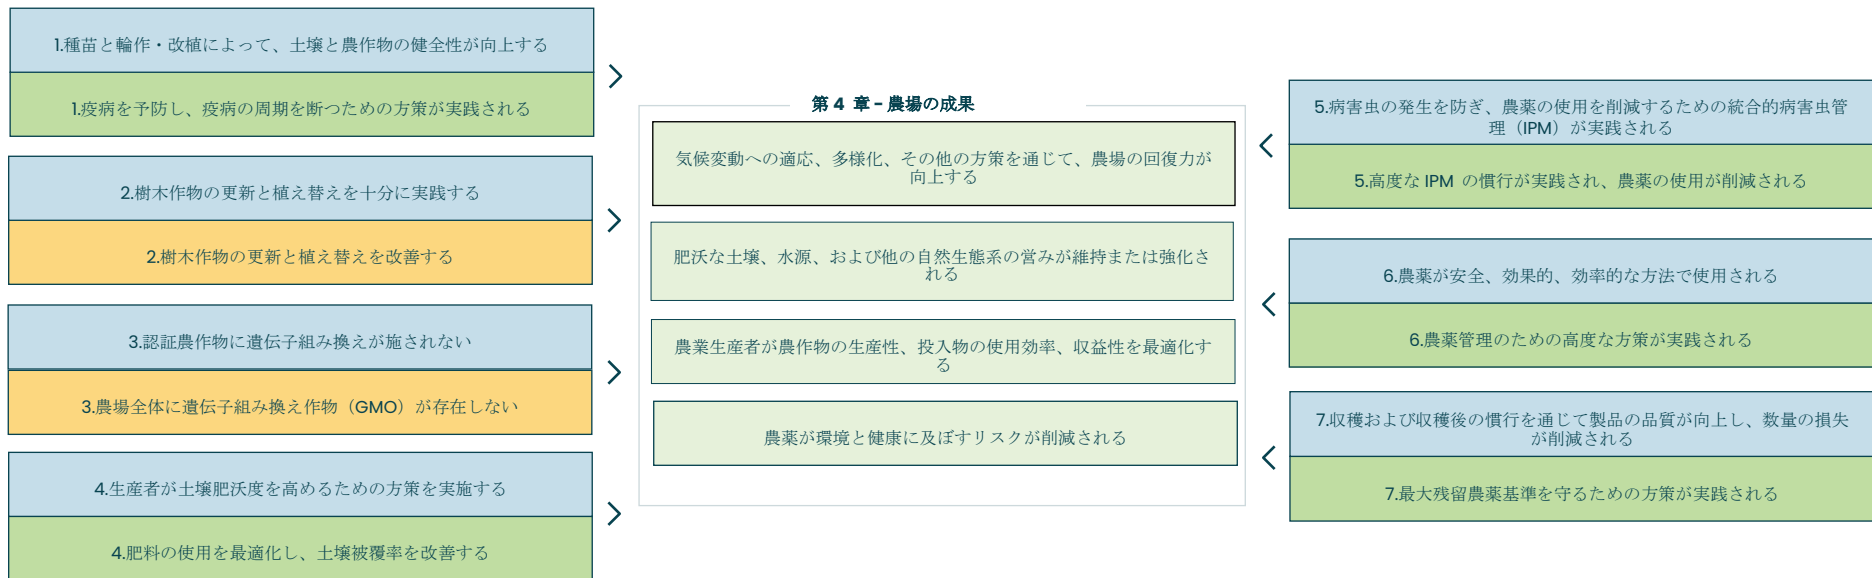 1.種苗と輪作・改植によって、土壌と農作物の健全性が向上する
1.疫病を予防し、疫病の周期を断つための方策が実践される
2.樹木作物の更新と植え替えを十分に実践する
2.樹木作物の更新と植え替えを改善する
3.認証農作物に遺伝子組み換えが施されない
3.農場全体に遺伝子組み換え作物（GMO）が存在しない
4.生産者が土壌肥沃度を高めるための方策を実施する
4.肥料の使用を最適化し、土壌被覆率を改善する
第 4 章 – 農場の成果
気候変動への適応、多様化、その他の方策を通じて、農場の回復力が
向上する
肥沃な土壌、水源、および他の自然生態系の営みが維持または強化さ
れる
農業生産者が農作物の生産性、投入物の使用効率、収益性を最適化す
る
農薬が環境と健康に及ぼすリスクが削減される
5.病害虫の発生を防ぎ、農薬の使用を削減するための統合的病害虫管
理（IPM）が実践される
5.高度な IPM の慣行が実践され、農薬の使用が削減される
6.農薬が安全、効果的、効率的な方法で使用される
6.農薬管理のための高度な方策が実践される
7.収穫および収穫後の慣行を通じて製品の品質が向上し、数量の損失
が削減される
7.最大残留農薬基準を守るための方策が実践される